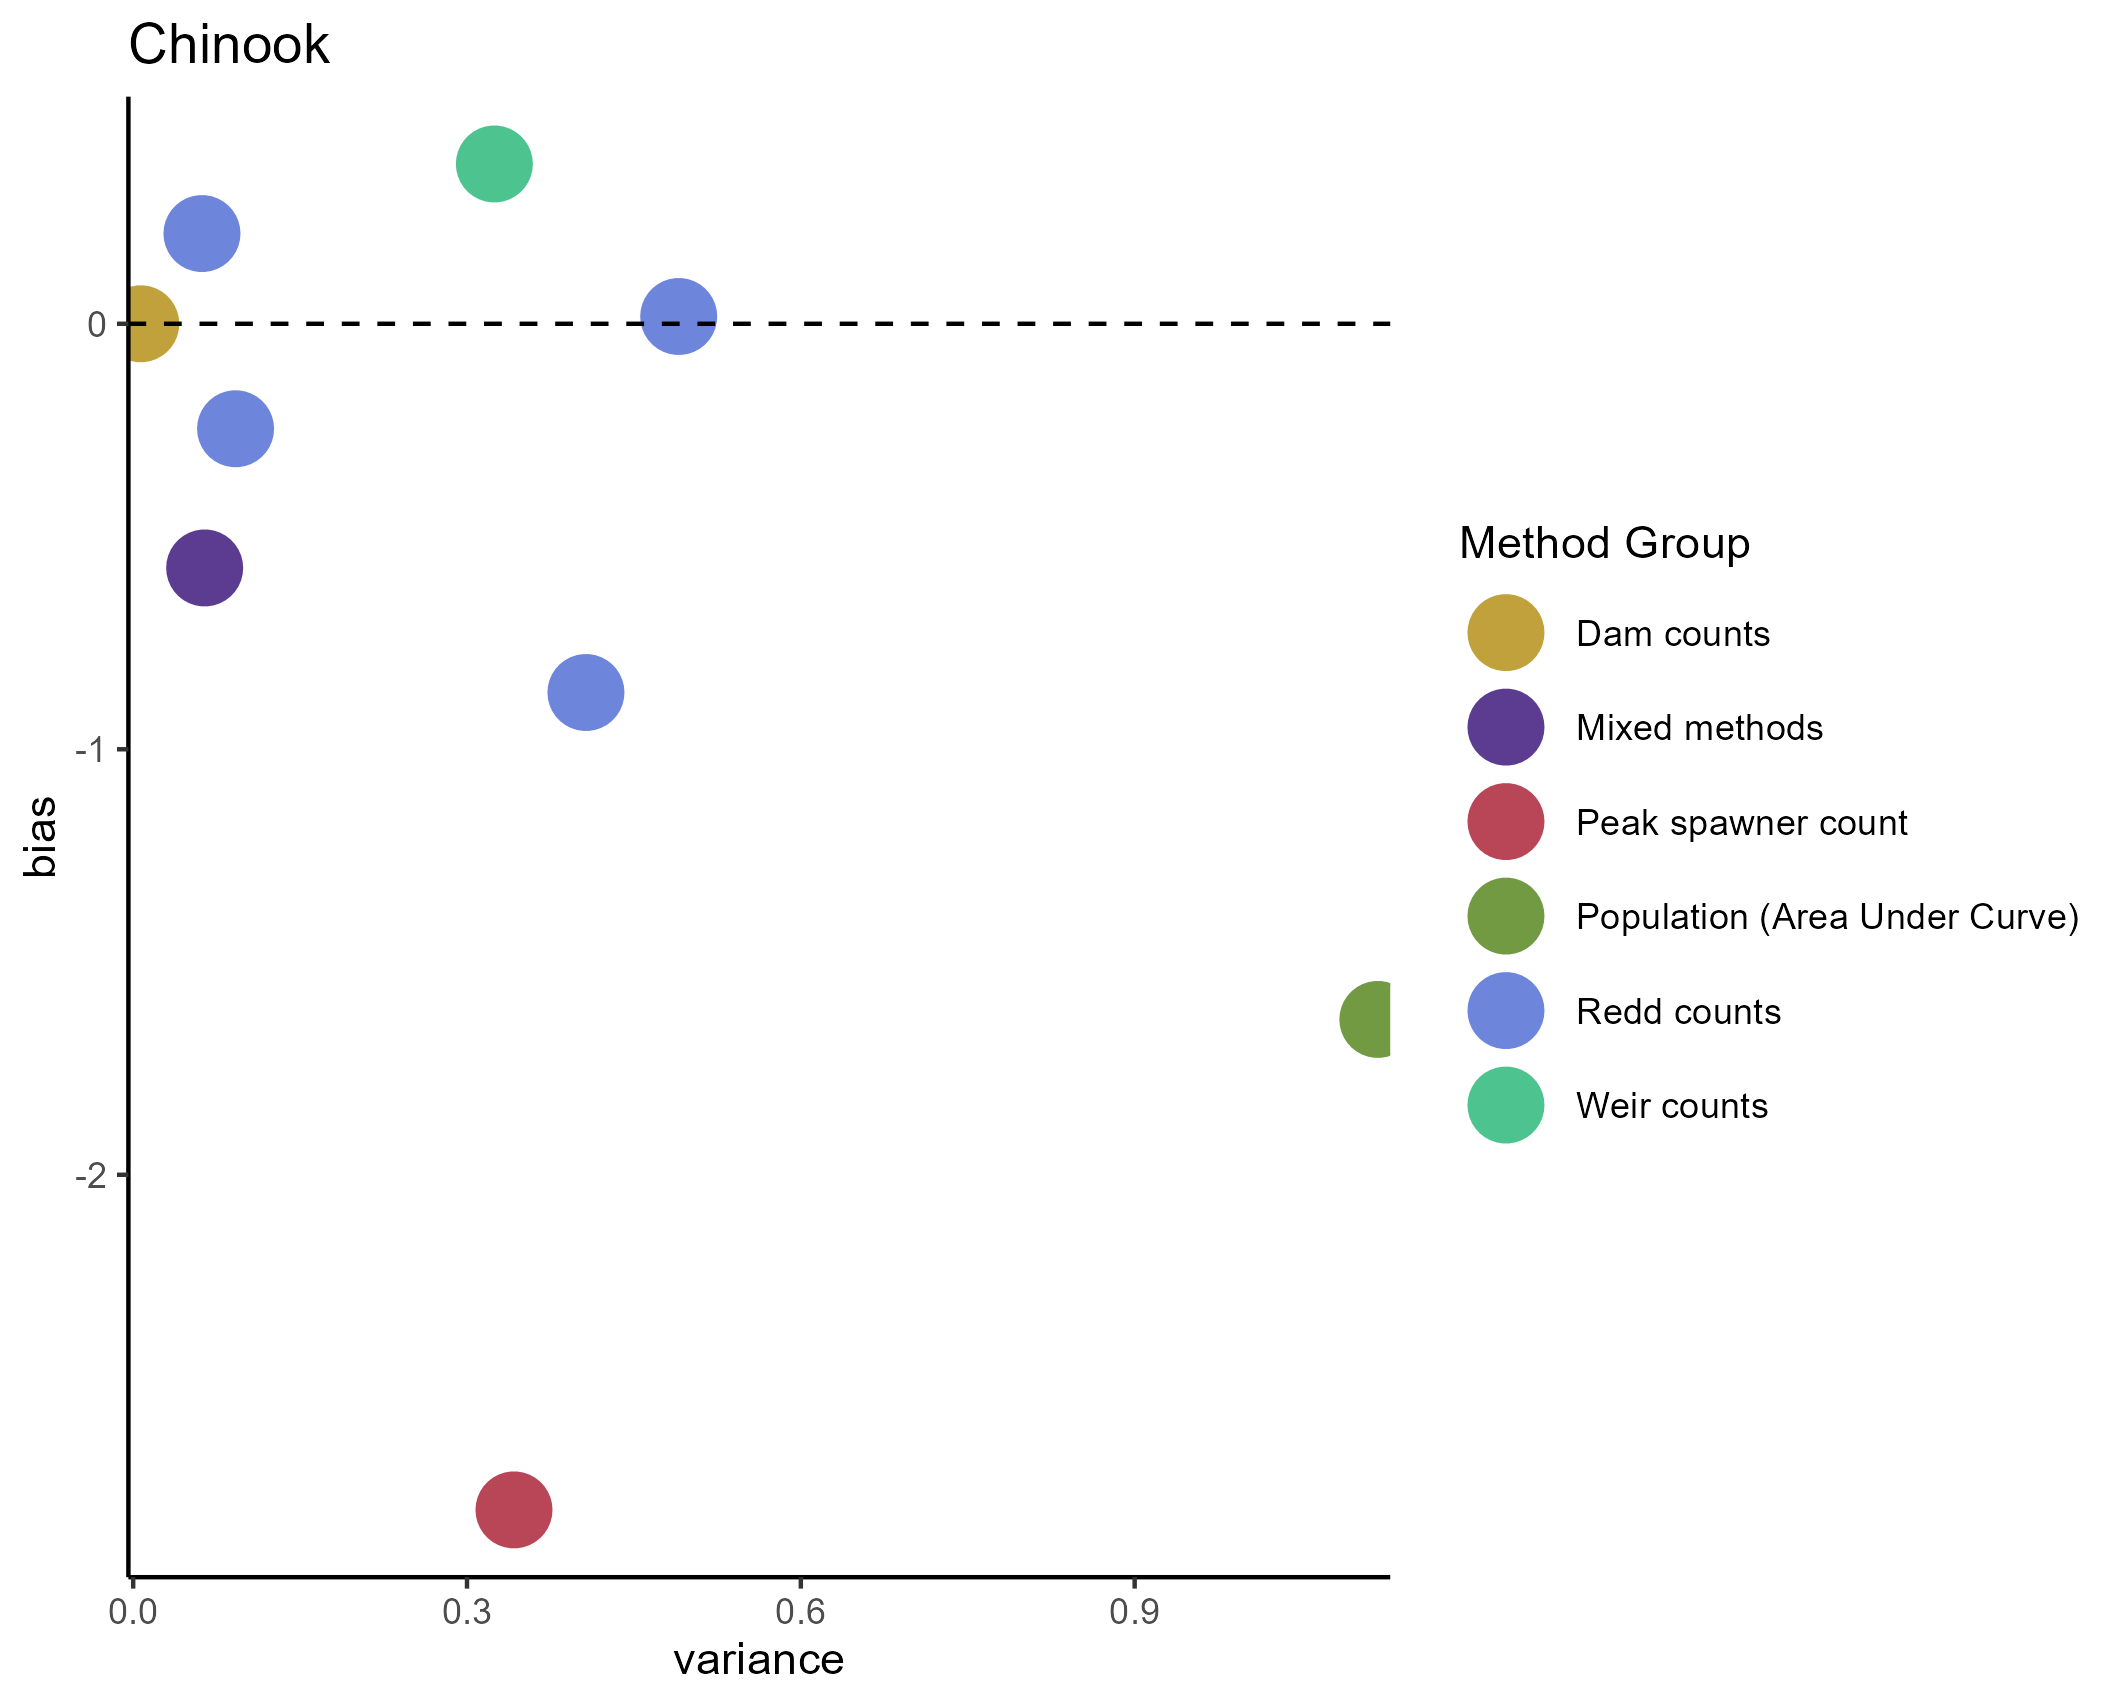 Chinook
0
-1
-2
bias
0.0 0.3 0.6 0.9
variance
Method Group
Dam counts
Mixed methods
Peak spawner count
Population (Area Under Curve)
Redd counts
Weir counts